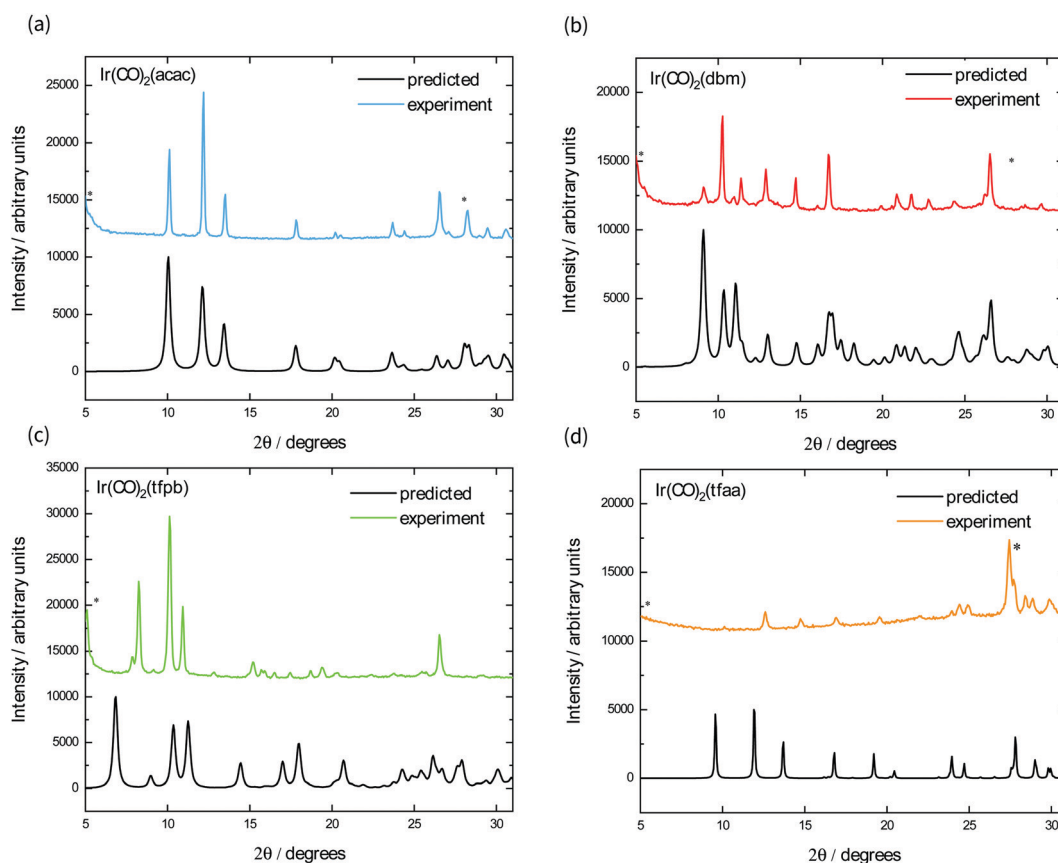 (a)
Ir(CO)2(acac)
predicted
experiment
*
*
25000
20000
15000
10000
5000
0
Intensity / arbitrary units
5 10 15 20 25 30
2θ / degrees
(b)
Ir(CO)2(dbm)
predicted
experiment
*
*
20000
15000
10000
5000
0
Intensity / arbitrary units
5 10 15 20 25 30
2θ / degrees
(c)
Ir(CO)2(tfpb)
predicted
experiment
*
35000
30000
25000
20000
15000
10000
5000
0
Intensity / arbitrary units
5 10 15 20 25 30
2θ / degrees
(d)
Ir(CO)2(tfaa)
predicted
experiment
*
*
20000
15000
10000
5000
0
Intensity / arbitrary units
5 10 15 20 25 30
2θ / degrees